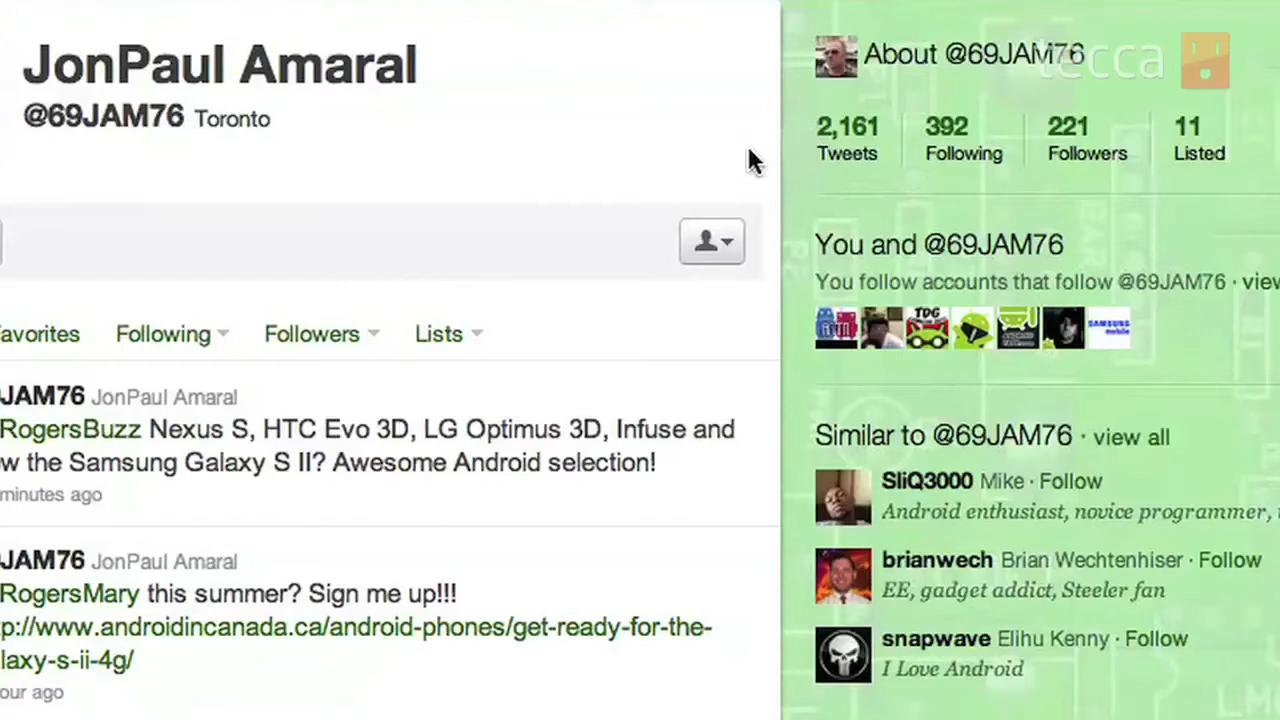 JonPaul Amaral
@69JAM76 Toronto
avorites Following Followers Lists
JAM76 JonPaul Amaral
RogersBuzz Nexus S, HTC Evo 3D, LG Optimus 3D, Infuse and
w the Samsung Galaxy S II? Awesome Android selection!
minutes ago
JAM76 JonPaul Amaral
RogersMary this summer? Sign me up!!!
p://www.androidincanada.ca/android-phones/get-ready-for-the-
laxy-s-ii-4g/
our ago
About @69JAM76
tecca
2,161 392 221 11
Tweets Following Followers Listed
You and @69JAM76
You follow accounts that follow @69JAM76 · view
TDG
SAMSUNG
mobile
Similar to @69JAM76 · view all
SliQ3000 Mike · Follow
Android enthusiast, novice programmer,
brianwech Brian Wechtenhiser · Follow
EE, gadget addict, Steeler fan
snapwave Elihu Kenny · Follow
I Love Android